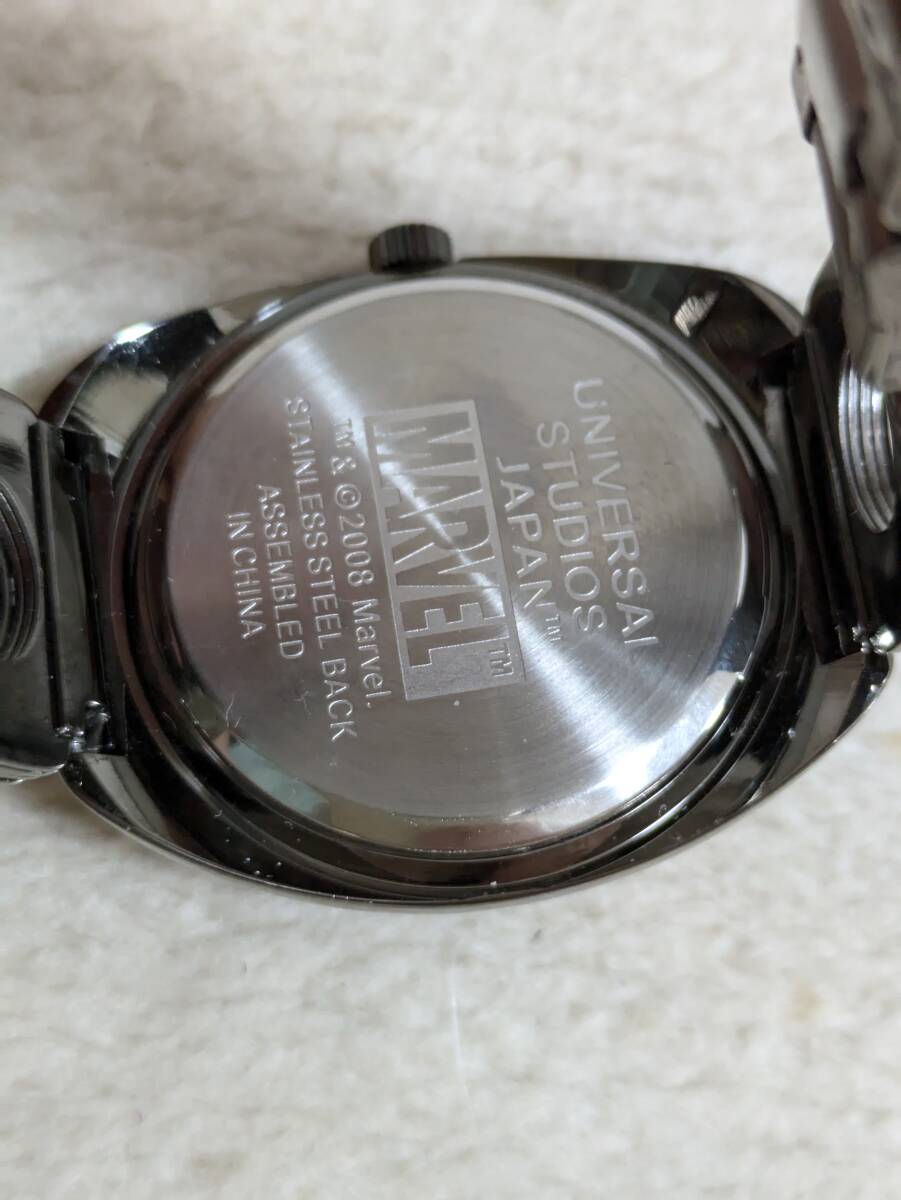 UNIVERSAL
STUDIOS
JAPAN™
MARVEL™
™ & ©2008 Marvel.
STAINLESS STEEL BACK
ASSEMBLED
IN CHINA